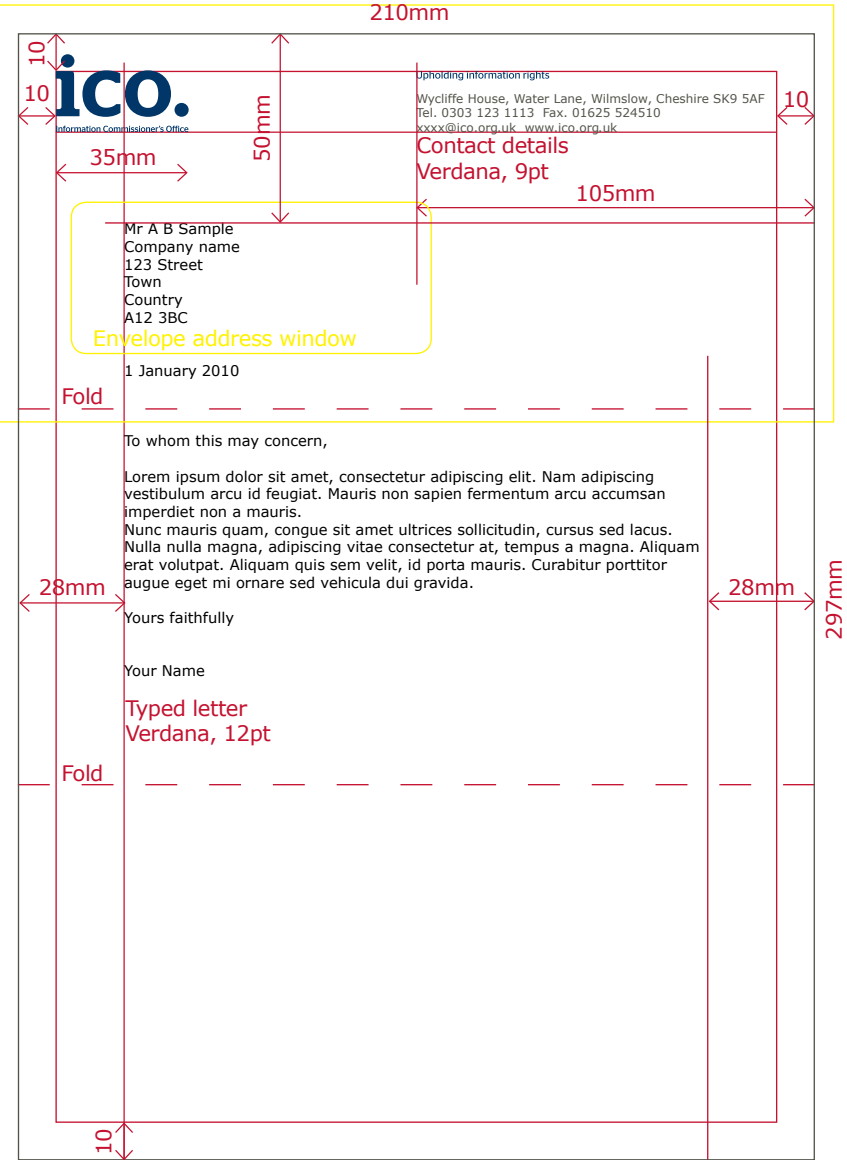 210mm
10
ico.
Information Commissioner's Office
Upholding information rights
Wycliffe House, Water Lane, Wilmslow, Cheshire SK9 5AF
Tel. 0303 123 1113  Fax. 01625 524510
xxxx@ico.org.uk  www.ico.org.uk
10
10
50mm
35mm
Contact details
Verdana, 9pt
105mm
Mr A B Sample
Company name
123 Street
Town
Country
A12 3BC
Envelope address window
1 January 2010
Fold
To whom this may concern,
Lorem ipsum dolor sit amet, consectetur adipiscing elit. Nam adipiscing
vestibulum arcu id feugiat. Mauris non sapien fermentum arcu accumsan
imperdiet non a mauris.
Nunc mauris quam, congue sit amet ultrices sollicitudin, cursus sed lacus.
Nulla nulla magna, adipiscing vitae consectetur at, tempus a magna. Aliquam
erat volutpat. Aliquam quis sem velit, id porta mauris. Curabitur porttitor
augue eget mi ornare sed vehicula dui gravida.
28mm
28mm
297mm
Yours faithfully
Your Name
Typed letter
Verdana, 12pt
Fold
10